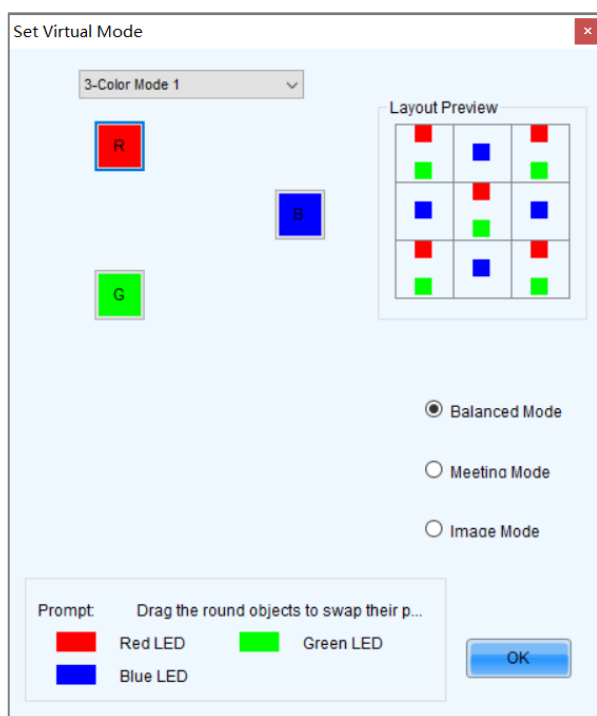 Set Virtual Mode
3-Color Mode 1
Layout Preview
R
B
G
Balanced Mode
Meeting Mode
Image Mode
Prompt: Drag the round objects to swap their p...
Red LED Green LED
Blue LED
OK